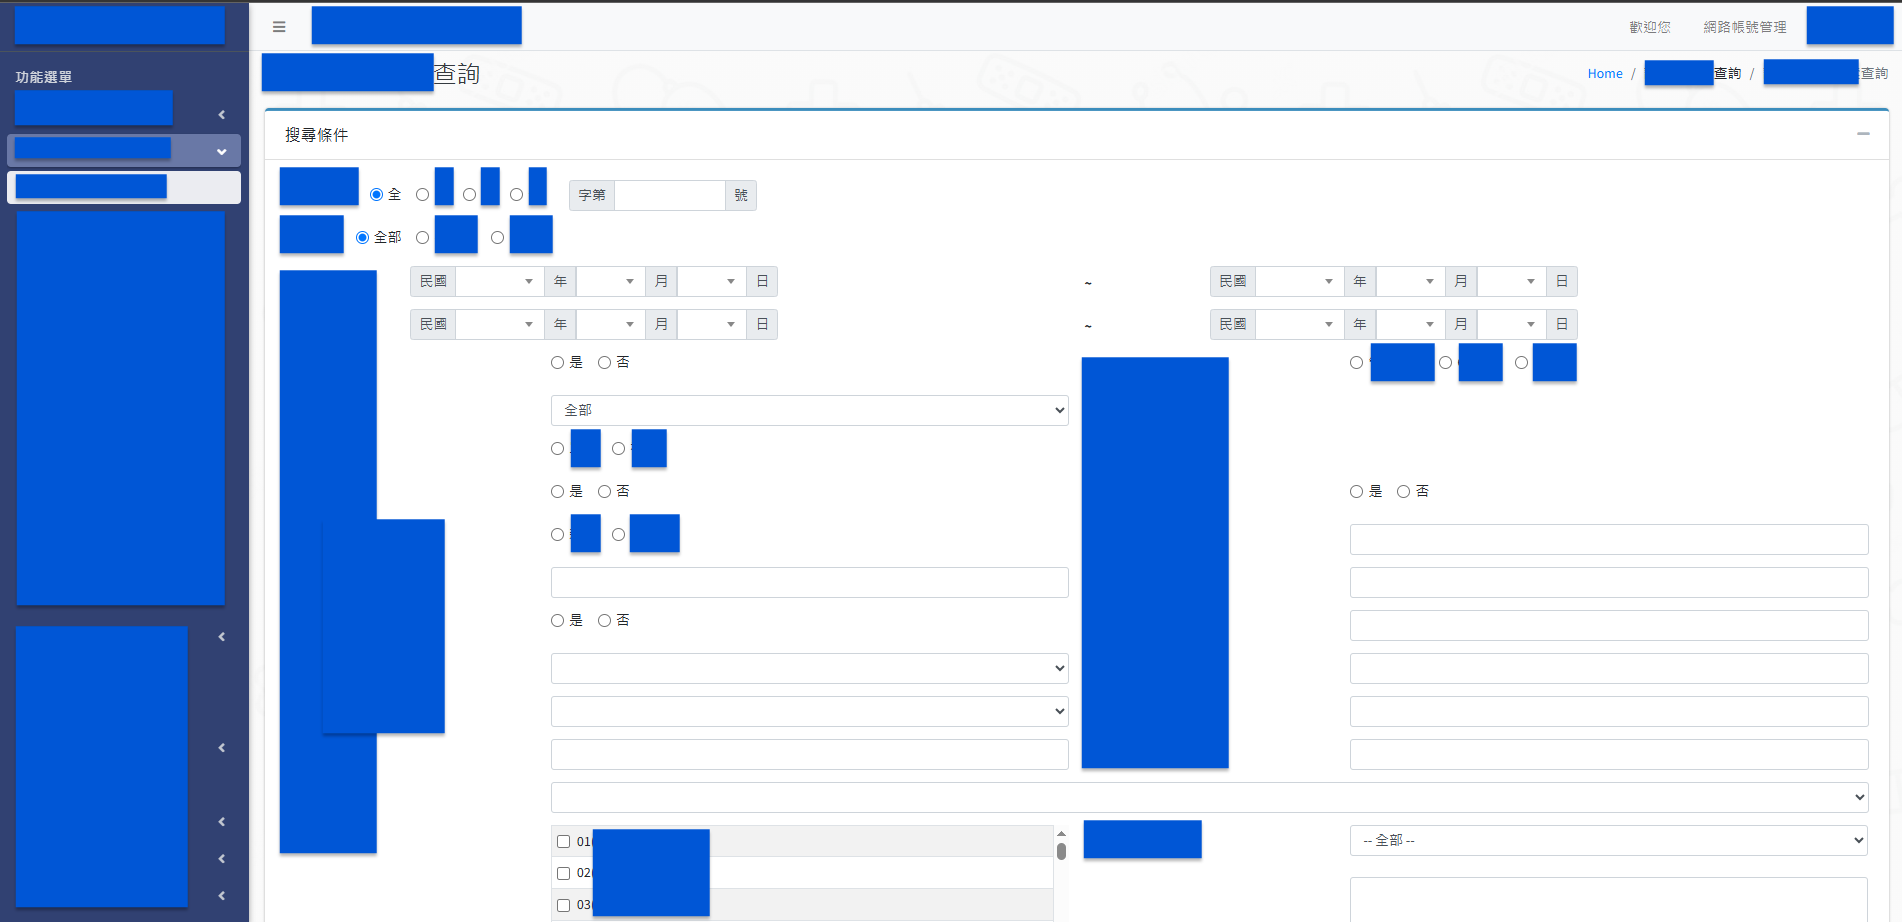 歡迎您 網路帳號管理
功能選單
查詢
Home / 查詢 / 查詢
搜尋條件
全 字第 號
全部
民國 年 月 日 ~ 民國 年 月 日
民國 年 月 日 ~ 民國 年 月 日
是 否
全部
是 否 是 否
是 否
01
-- 全部 --
02
03